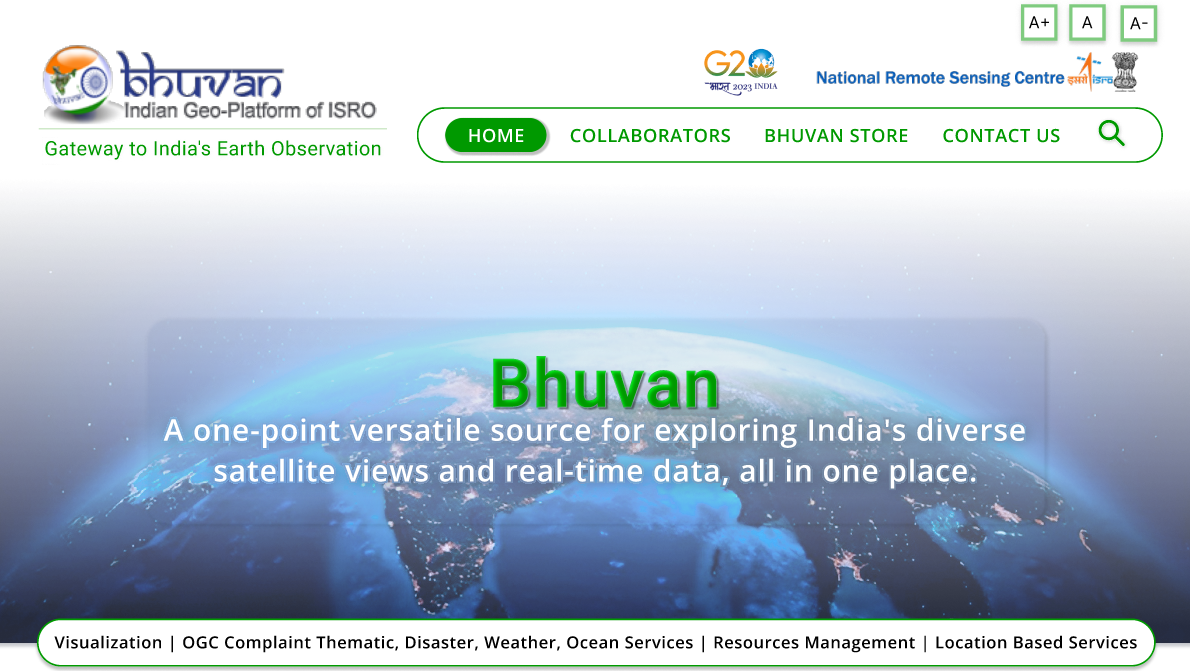 A+ A A-
bhuvan
Indian Geo-Platform of ISRO
Gateway to India's Earth Observation
G20
भारत 2023 INDIA
National Remote Sensing Centre
इसरो isro
HOME COLLABORATORS BHUVAN STORE CONTACT US
Bhuvan
A one-point versatile source for exploring India's diverse
satellite views and real-time data, all in one place.
Visualization | OGC Complaint Thematic, Disaster, Weather, Ocean Services | Resources Management | Location Based Services